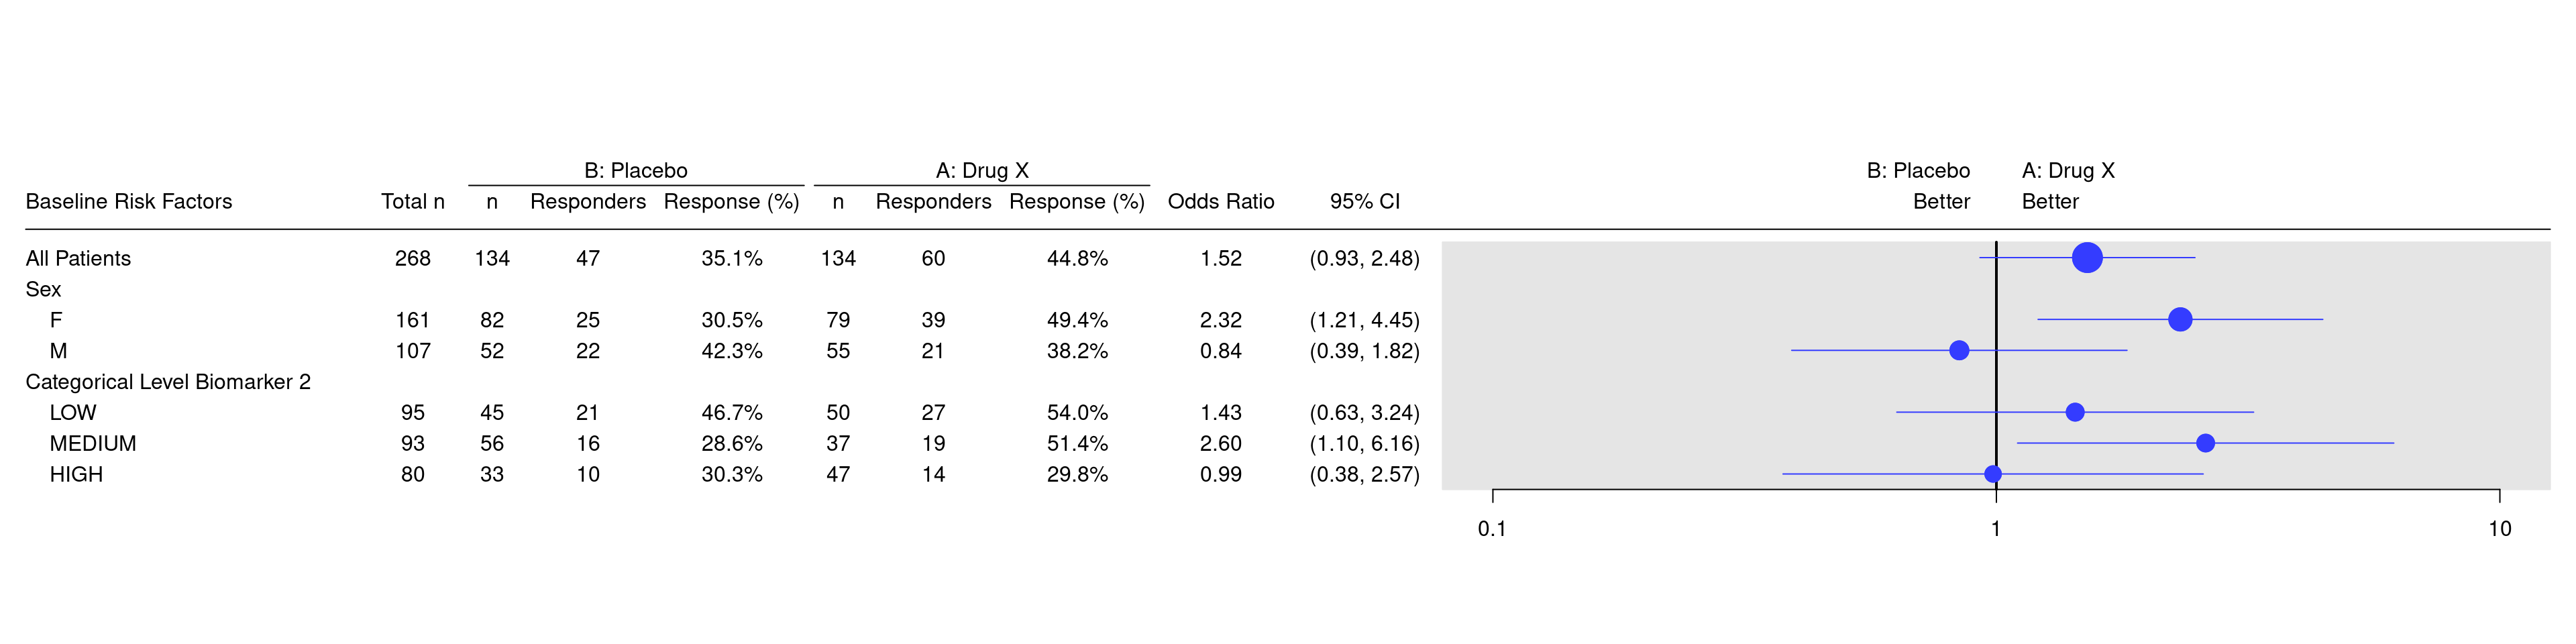 B: Placebo A: Drug X B: Placebo A: Drug X
Baseline Risk Factors Total n n Responders Response (%) n Responders Response (%) Odds Ratio 95% CI Better Better
All Patients 268 134 47 35.1% 134 60 44.8% 1.52 (0.93, 2.48)
Sex
F 161 82 25 30.5% 79 39 49.4% 2.32 (1.21, 4.45)
M 107 52 22 42.3% 55 21 38.2% 0.84 (0.39, 1.82)
Categorical Level Biomarker 2
LOW 95 45 21 46.7% 50 27 54.0% 1.43 (0.63, 3.24)
MEDIUM 93 56 16 28.6% 37 19 51.4% 2.60 (1.10, 6.16)
HIGH 80 33 10 30.3% 47 14 29.8% 0.99 (0.38, 2.57)
0.1 1 10